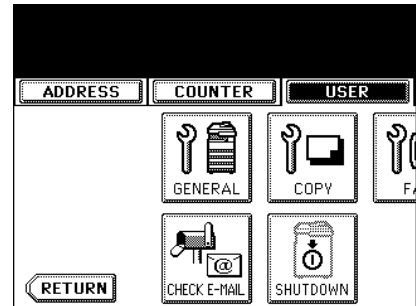 ADDRESS COUNTER USER
GENERAL COPY
@
CHECK E-MAIL SHUTDOWN
RETURN